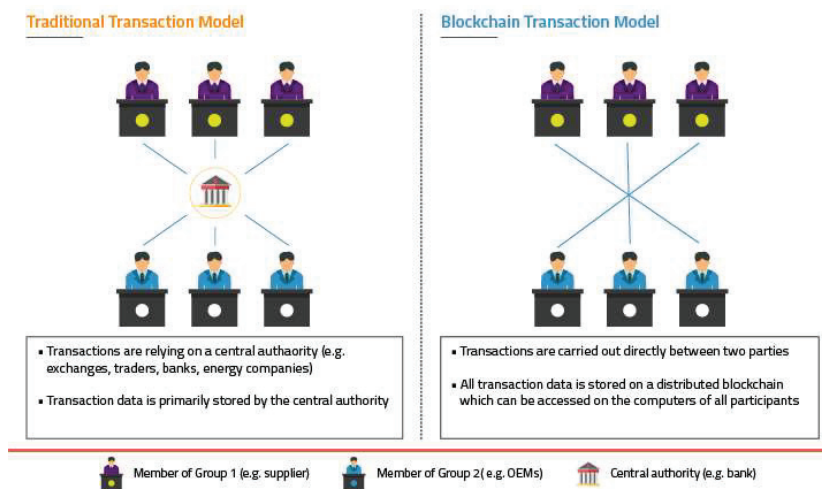 Traditional Transaction Model
Blockchain Transaction Model
▪ Transactions are relying on a central authaority (e.g.
exchanges, traders, banks, energy companies)
▪ Transaction data is primarily stored by the central authority
▪ Transactions are carried out directly between two parties
▪ All transaction data is stored on a distributed blockchain
which can be accessed on the computers of all participants
Member of Group 1 (e.g. supplier)
Member of Group 2( e.g. OEMs)
Central authority (e.g. bank)